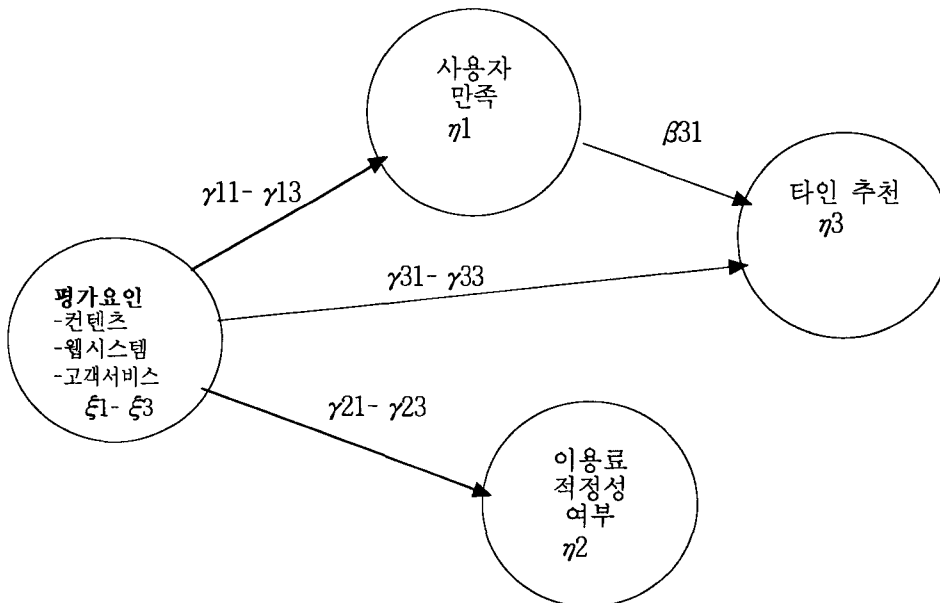 사용자
만족
η1
β31
타인 추천
η3
γ11- γ13
γ31- γ33
평가요인
-컨텐츠
-웹시스템
-고객서비스
ξ1- ξ3
γ21- γ23
이용료
적정성
여부
η2